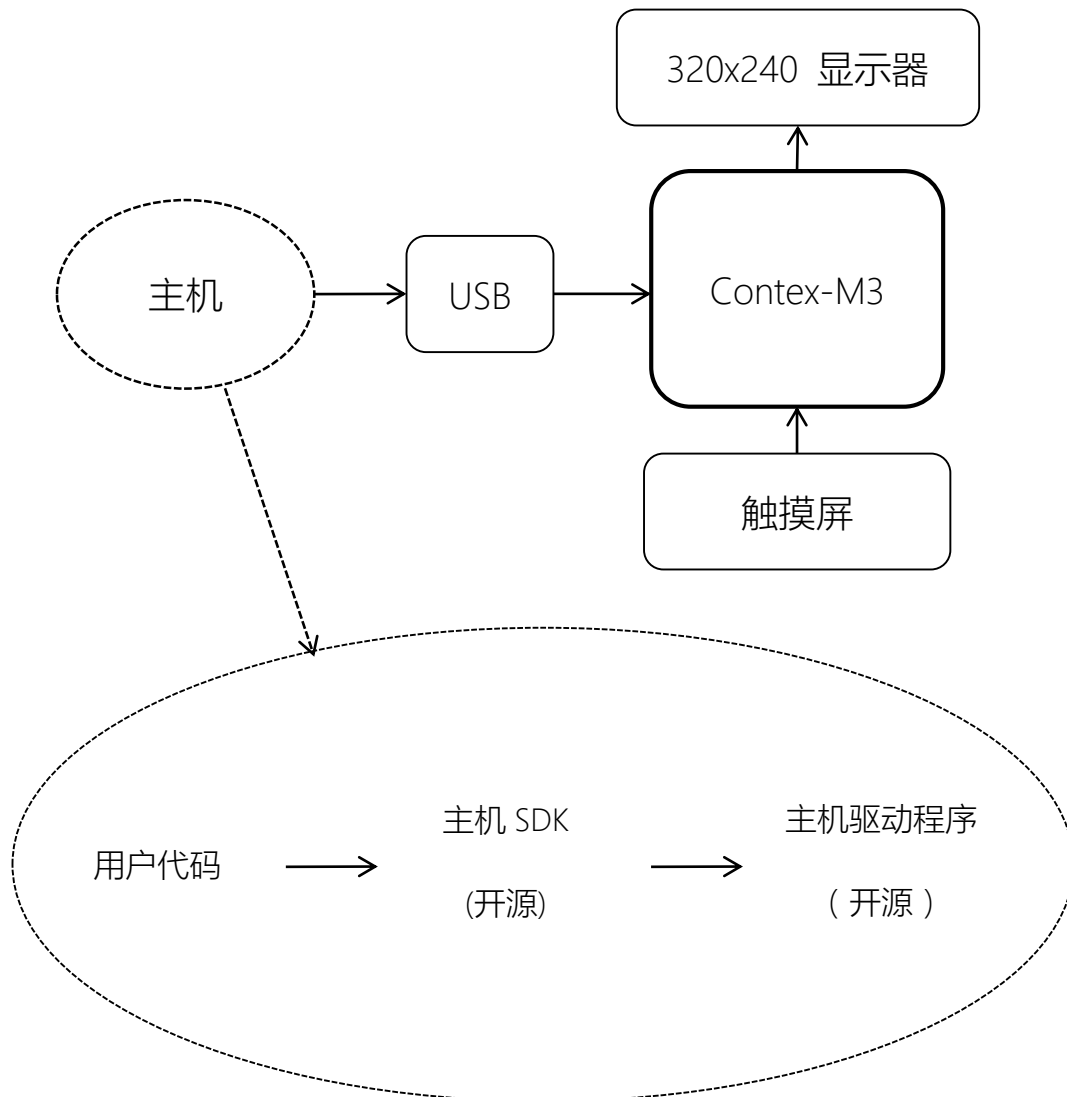 320x240 显示器
主机
USB
Contex-M3
触摸屏
用户代码
主机 SDK
(开源)
主机驱动程序
（开源）